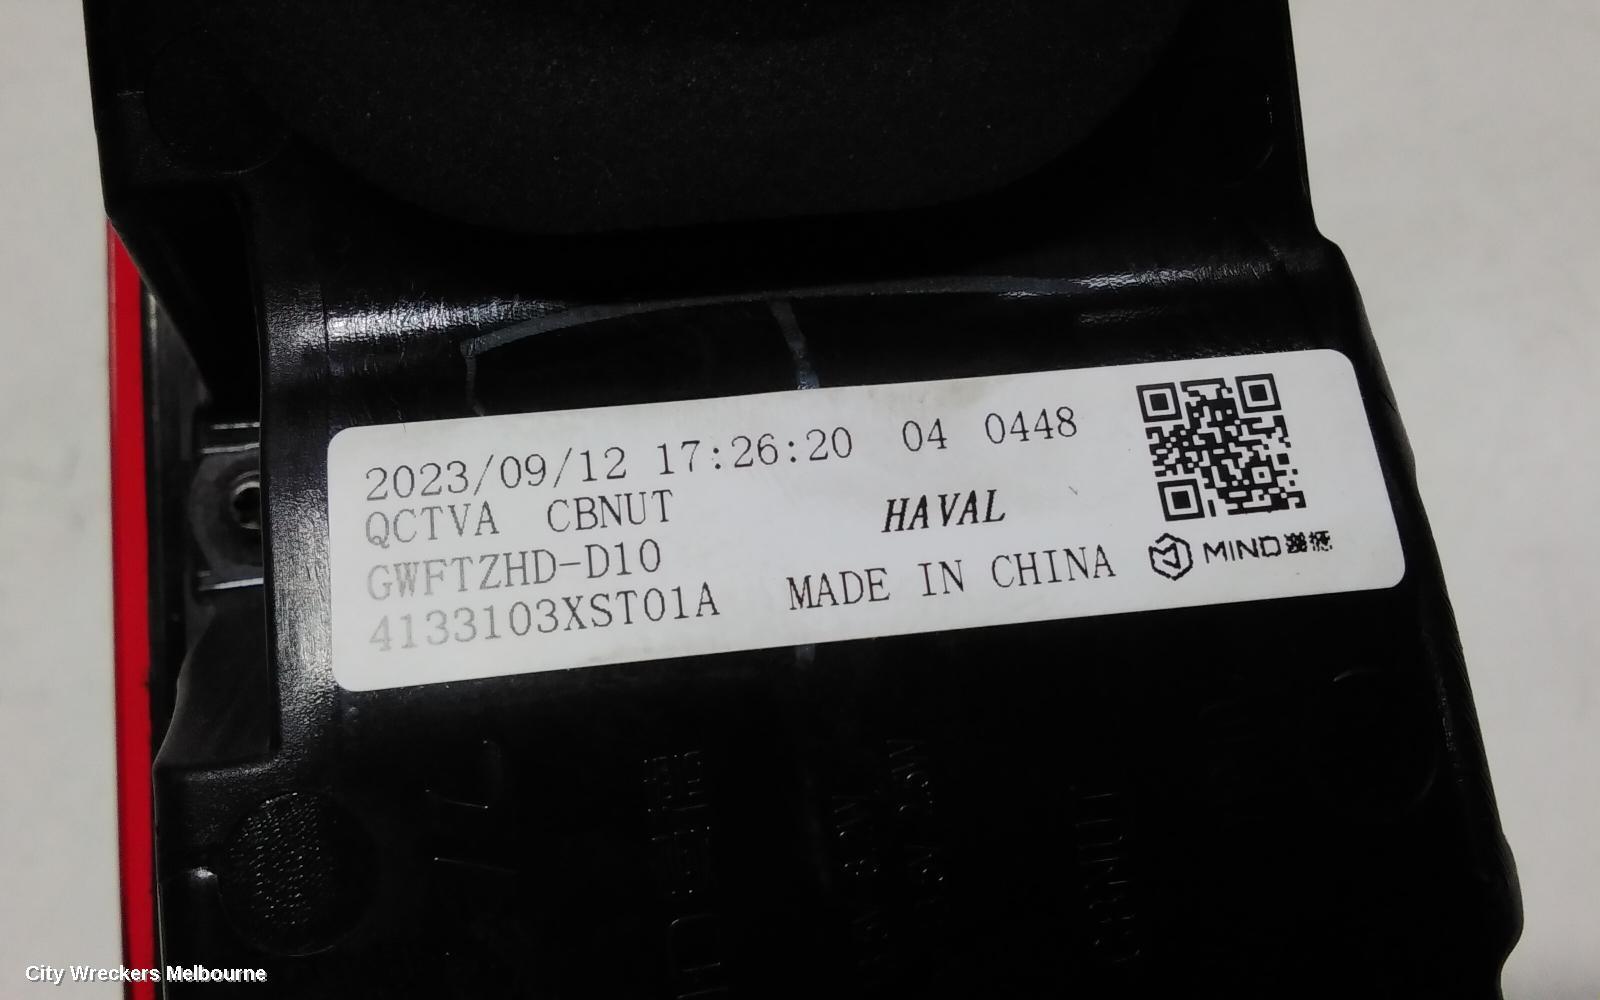 2023/09/12 17:26:20 04 0448
QCTVA CBNUT HAVAL
GWFTZHD-D10
4133103XST01A MADE IN CHINA
MIND
City Wreckers Melbourne